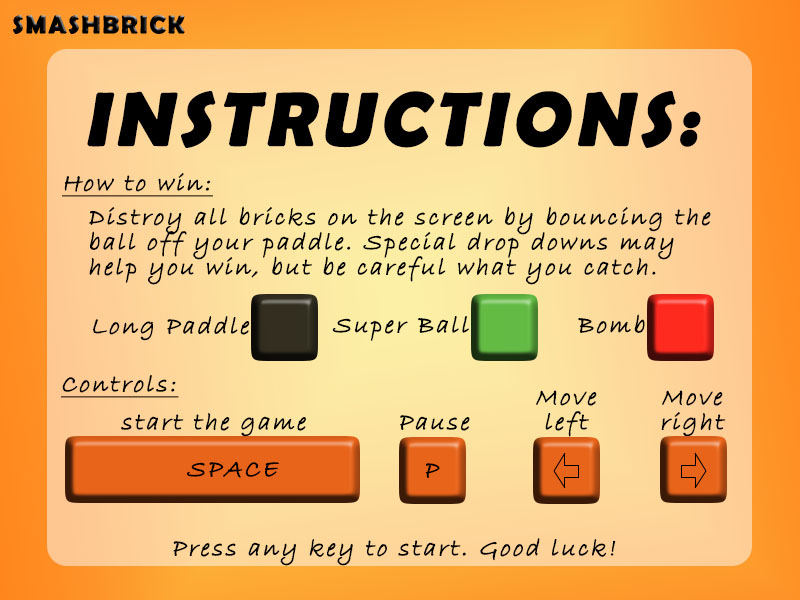 SMASHBRICK
INSTRUCTIONS:
How to win:
Distroy all bricks on the screen by bouncing the
ball off your paddle. Special drop downs may
help you win, but be careful what you catch.
Long Paddle Super Ball Bomb
Controls:
start the game Pause Move left Move right
SPACE P
Press any key to start. Good luck!